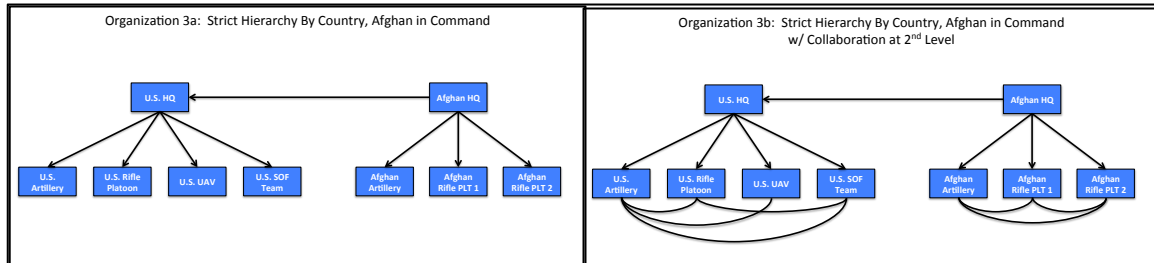 Organization 3a:  Strict Hierarchy By Country, Afghan in Command
U.S. HQ
Afghan HQ
U.S.
Artillery
U.S. Rifle
Platoon
U.S. UAV
U.S. SOF
Team
Afghan
Artillery
Afghan
Rifle PLT 1
Afghan
Rifle PLT 2
Organization 3b:  Strict Hierarchy By Country, Afghan in Command
w/ Collaboration at 2nd Level
U.S. HQ
Afghan HQ
U.S.
Artillery
U.S. Rifle
Platoon
U.S. UAV
U.S. SOF
Team
Afghan
Artillery
Afghan
Rifle PLT 1
Afghan
Rifle PLT 2